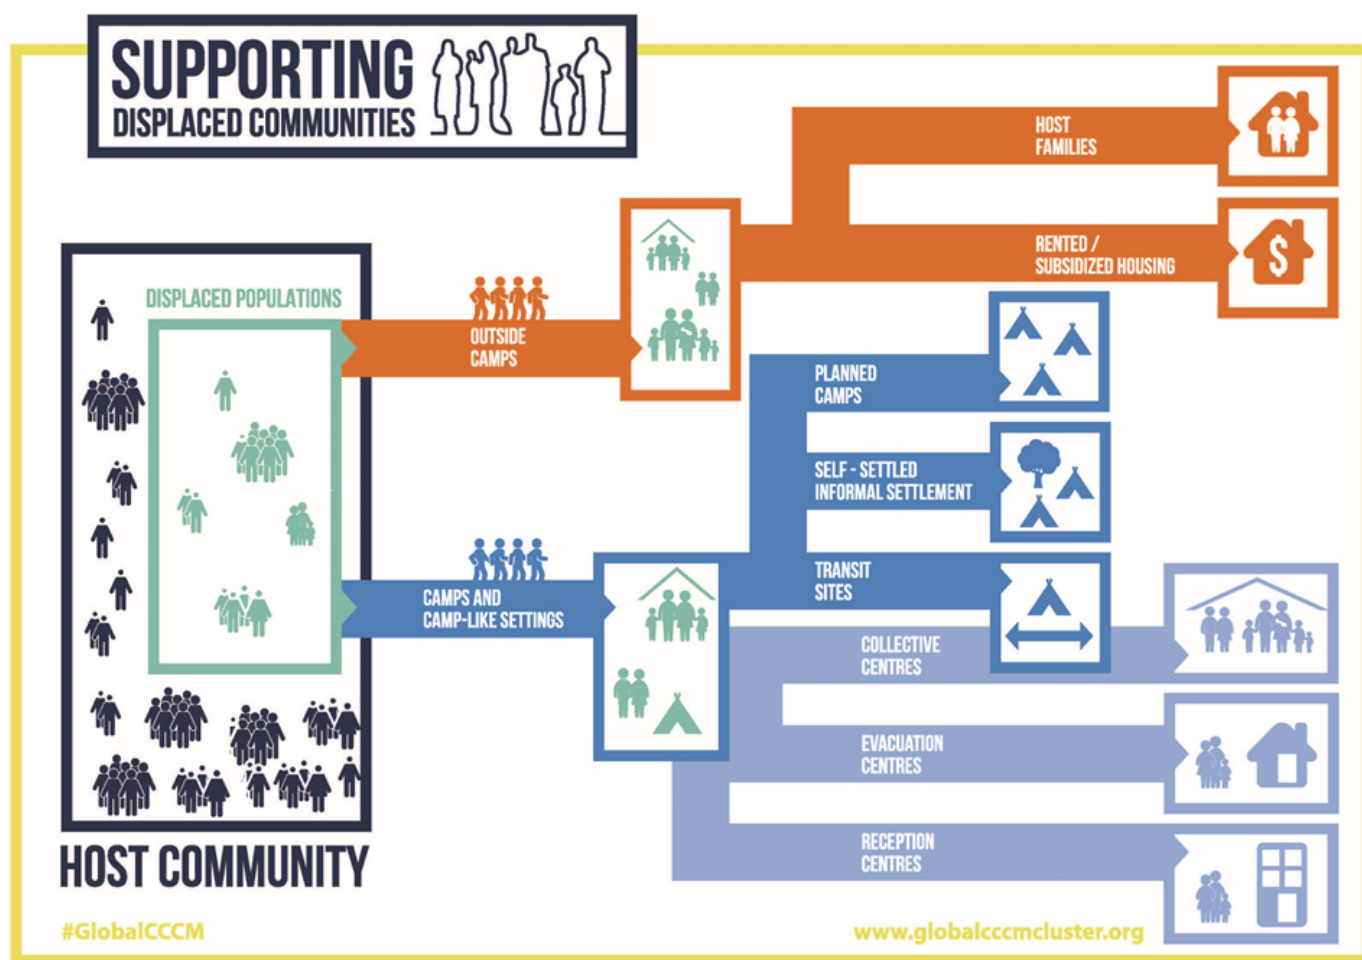 SUPPORTING
DISPLACED COMMUNITIES
HOST
FAMILIES
RENTED /
SUBSIDIZED HOUSING
$
DISPLACED POPULATIONS
OUTSIDE
CAMPS
PLANNED
CAMPS
SELF - SETTLED
INFORMAL SETTLEMENT
TRANSIT
SITES
CAMPS AND
CAMP-LIKE SETTINGS
COLLECTIVE
CENTRES
EVACUATION
CENTRES
RECEPTION
CENTRES
HOST COMMUNITY
#GlobalCCCM
www.globalcccmcluster.org